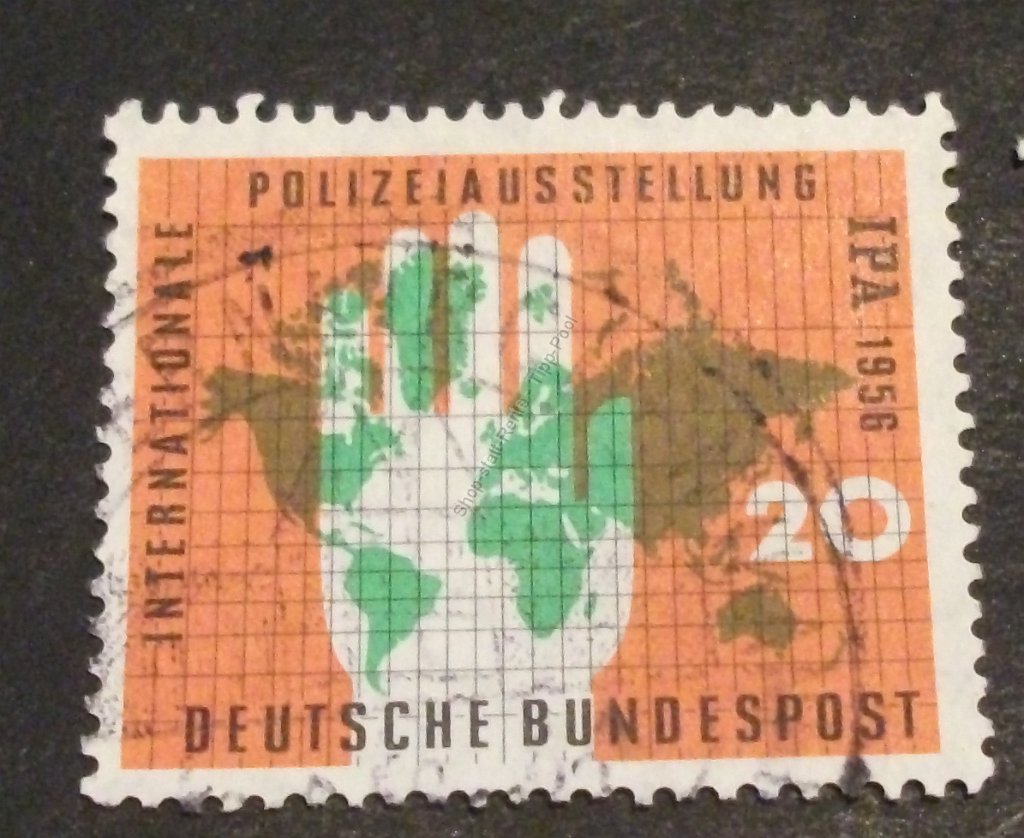 INTERNATIONALE
POLIZEIAUSSTELLUNG
IPA 1956
20
DEUTSCHE BUNDESPOST
Shop-statt-Rente - Tipp-Pool